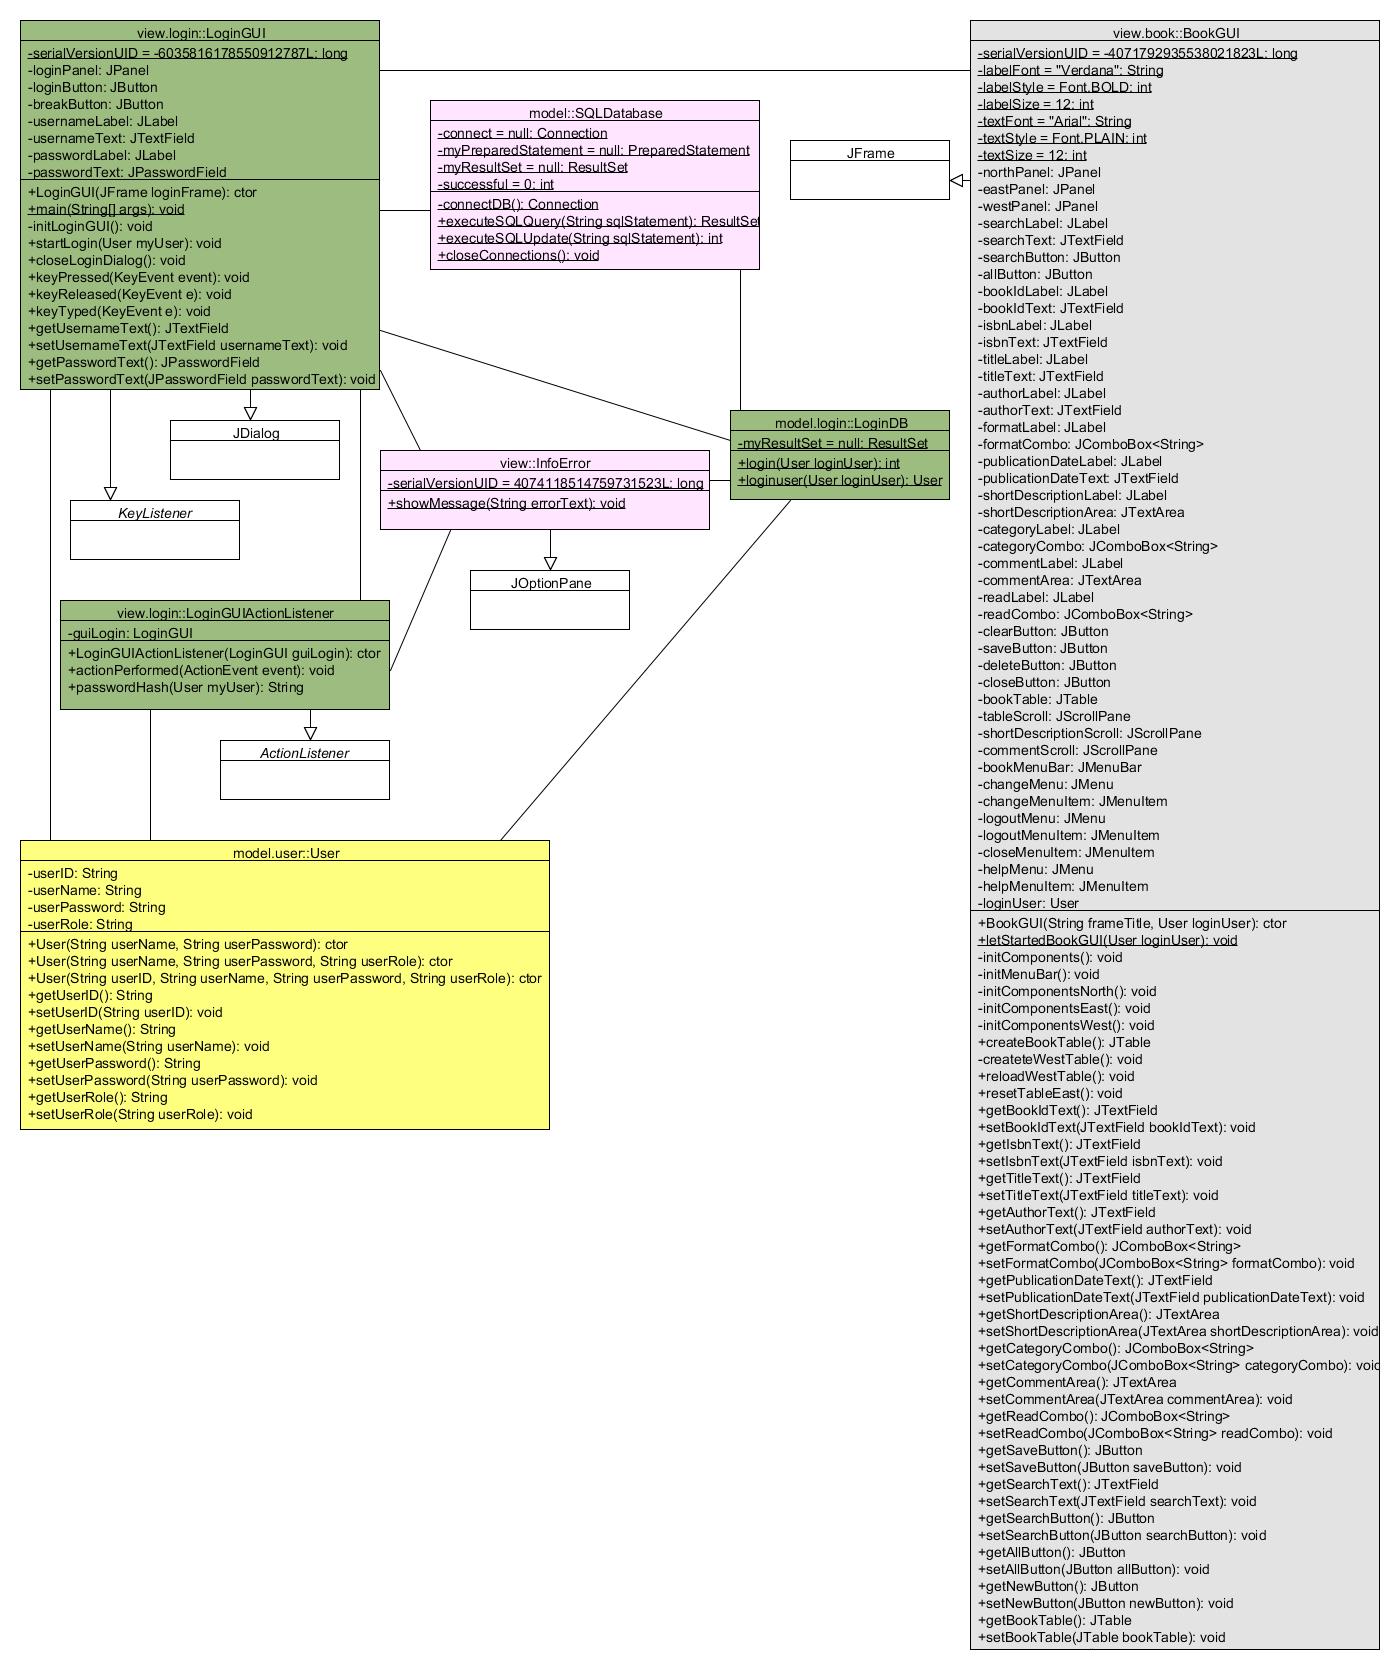 view.login::LoginGUI
-serialVersionUID = -6035816178550912787L: long
-loginPanel: JPanel
-loginButton: JButton
-breakButton: JButton
-usernameLabel: JLabel
-usernameText: JTextField
-passwordLabel: JLabel
-passwordText: JPasswordField
+LoginGUI(JFrame loginFrame): ctor
+main(String[] args): void
-initLoginGUI(): void
+startLogin(User myUser): void
+closeLoginDialog(): void
+keyPressed(KeyEvent event): void
+keyReleased(KeyEvent e): void
+keyTyped(KeyEvent e): void
+getUsernameText(): JTextField
+setUsernameText(JTextField usernameText): void
+getPasswordText(): JPasswordField
+setPasswordText(JPasswordField passwordText): void
model::SQLDatabase
-connect = null: Connection
-myPreparedStatement = null: PreparedStatement
-myResultSet = null: ResultSet
-successful = 0: int
-connectDB(): Connection
+executeSQLQuery(String sqlStatement): ResultSet
+executeSQLUpdate(String sqlStatement): int
+closeConnections(): void
JFrame
JDialog
KeyListener
view::InfoError
-serialVersionUID = 4074118514759731523L: long
+showMessage(String errorText): void
model.login::LoginDB
-myResultSet = null: ResultSet
+login(User loginUser): int
+loginuser(User loginUser): User
JOptionPane
view.login::LoginGUIActionListener
-guiLogin: LoginGUI
+LoginGUIActionListener(LoginGUI guiLogin): ctor
+actionPerformed(ActionEvent event): void
+passwordHash(User myUser): String
ActionListener
model.user::User
-userID: String
-userName: String
-userPassword: String
-userRole: String
+User(String userName, String userPassword): ctor
+User(String userName, String userPassword, String userRole): ctor
+User(String userID, String userName, String userPassword, String userRole): ctor
+getUserID(): String
+setUserID(String userID): void
+getUserName(): String
+setUserName(String userName): void
+getUserPassword(): String
+setUserPassword(String userPassword): void
+getUserRole(): String
+setUserRole(String userRole): void
view.book::BookGUI
-serialVersionUID = -4071792935538021823L: long
-labelFont = "Verdana": String
-labelStyle = Font.BOLD: int
-labelSize = 12: int
-textFont = "Arial": String
-textStyle = Font.PLAIN: int
-textSize = 12: int
-northPanel: JPanel
-eastPanel: JPanel
-westPanel: JPanel
-searchLabel: JLabel
-searchText: JTextField
-searchButton: JButton
-allButton: JButton
-bookIdLabel: JLabel
-bookIdText: JTextField
-isbnLabel: JLabel
-isbnText: JTextField
-titleLabel: JLabel
-titleText: JTextField
-authorLabel: JLabel
-authorText: JTextField
-formatLabel: JLabel
-formatCombo: JComboBox<String>
-publicationDateLabel: JLabel
-publicationDateText: JTextField
-shortDescriptionLabel: JLabel
-shortDescriptionArea: JTextArea
-categoryLabel: JLabel
-categoryCombo: JComboBox<String>
-commentLabel: JLabel
-commentArea: JTextArea
-readLabel: JLabel
-readCombo: JComboBox<String>
-clearButton: JButton
-saveButton: JButton
-deleteButton: JButton
-closeButton: JButton
-bookTable: JTable
-tableScroll: JScrollPane
-shortDescriptionScroll: JScrollPane
-commentScroll: JScrollPane
-bookMenuBar: JMenuBar
-changeMenu: JMenu
-changeMenuItem: JMenuItem
-logoutMenu: JMenu
-logoutMenuItem: JMenuItem
-closeMenuItem: JMenuItem
-helpMenu: JMenu
-helpMenuItem: JMenuItem
-loginUser: User
+BookGUI(String frameTitle, User loginUser): ctor
+letStartedBookGUI(User loginUser): void
-initComponents(): void
-initMenuBar(): void
-initComponentsNorth(): void
-initComponentsEast(): void
-initComponentsWest(): void
+createBookTable(): JTable
-createteWestTable(): void
+reloadWestTable(): void
+resetTableEast(): void
+getBookIdText(): JTextField
+setBookIdText(JTextField bookIdText): void
+getIsbnText(): JTextField
+setIsbnText(JTextField isbnText): void
+getTitleText(): JTextField
+setTitleText(JTextField titleText): void
+getAuthorText(): JTextField
+setAuthorText(JTextField authorText): void
+getFormatCombo(): JComboBox<String>
+setFormatCombo(JComboBox<String> formatCombo): void
+getPublicationDateText(): JTextField
+setPublicationDateText(JTextField publicationDateText): void
+getShortDescriptionArea(): JTextArea
+setShortDescriptionArea(JTextArea shortDescriptionArea): void
+getCategoryCombo(): JComboBox<String>
+setCategoryCombo(JComboBox<String> categoryCombo): void
+getCommentArea(): JTextArea
+setCommentArea(JTextArea commentArea): void
+getReadCombo(): JComboBox<String>
+setReadCombo(JComboBox<String> readCombo): void
+getSaveButton(): JButton
+setSaveButton(JButton saveButton): void
+getSearchText(): JTextField
+setSearchText(JTextField searchText): void
+getSearchButton(): JButton
+setSearchButton(JButton searchButton): void
+getAllButton(): JButton
+setAllButton(JButton allButton): void
+getNewButton(): JButton
+setNewButton(JButton newButton): void
+getBookTable(): JTable
+setBookTable(JTable bookTable): void